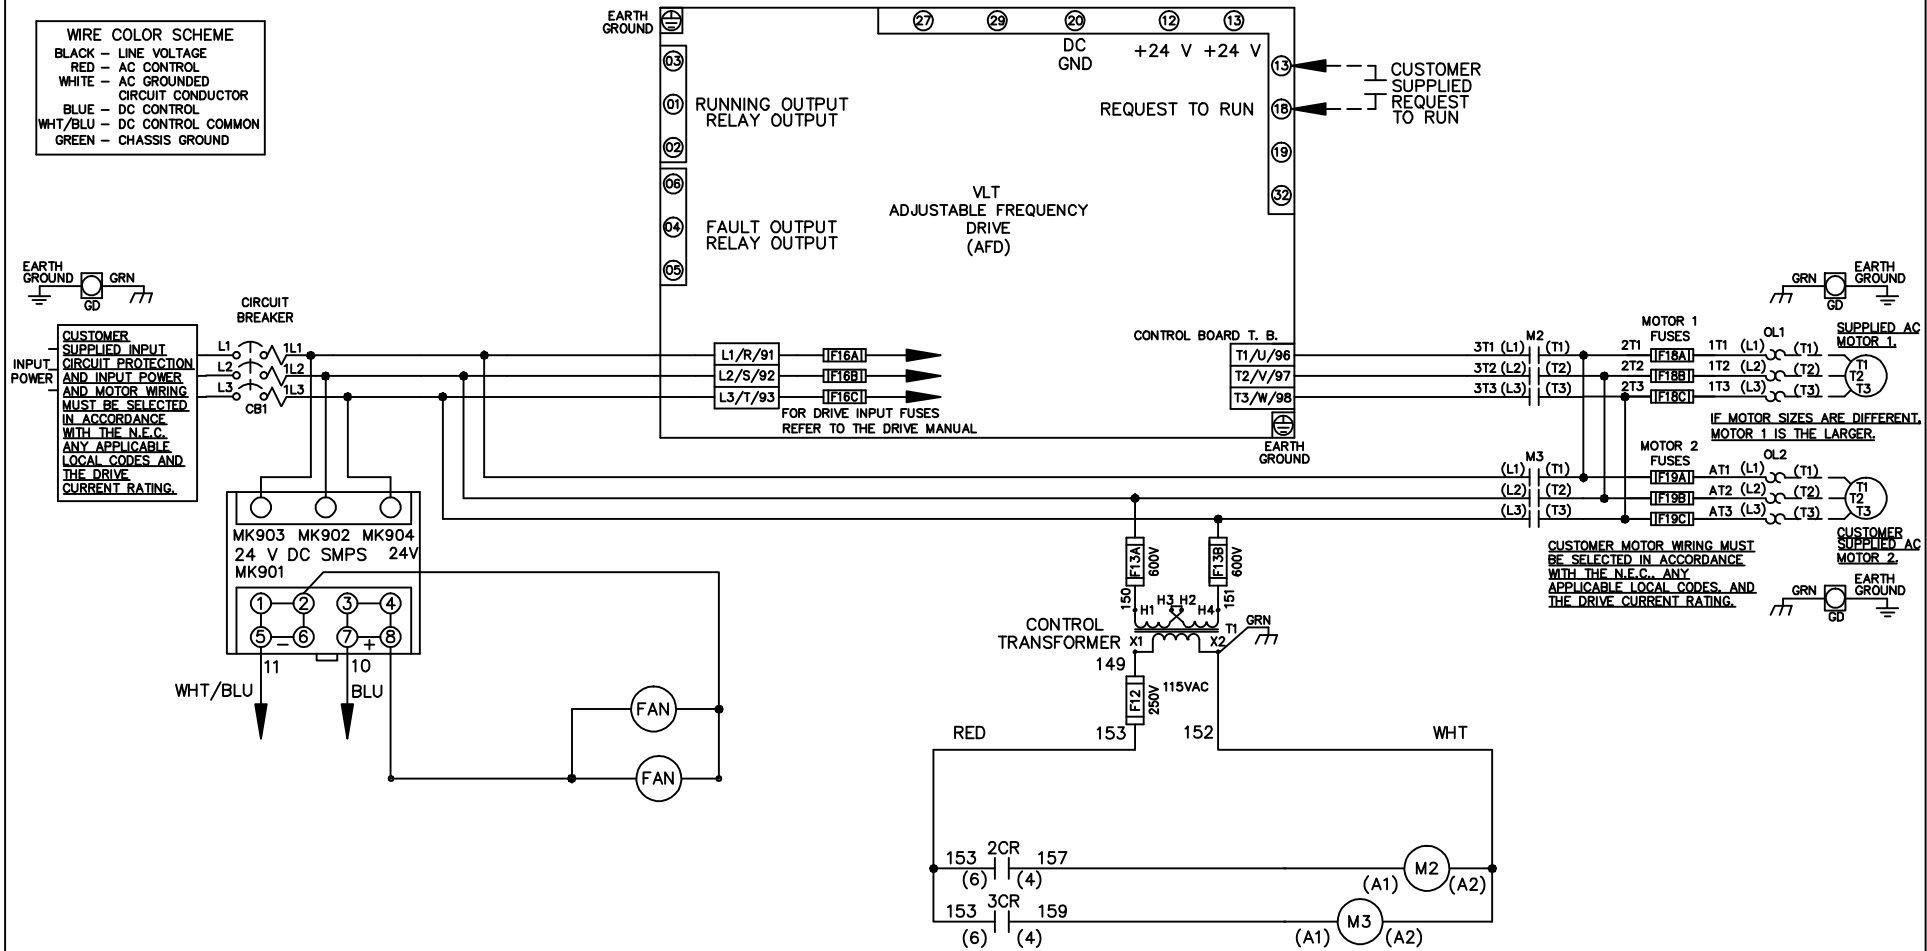 WIRE COLOR SCHEME
BLACK – LINE VOLTAGE
RED – AC CONTROL
WHITE – AC GROUNDED
CIRCUIT CONDUCTOR
BLUE – DC CONTROL
WHT/BLU – DC CONTROL COMMON
GREEN – CHASSIS GROUND
EARTH
GROUND
27
29
20
12
13
DC
GND
+24 V
+24 V
03
01
02
RUNNING OUTPUT
RELAY OUTPUT
06
04
05
FAULT OUTPUT
RELAY OUTPUT
REQUEST TO RUN
13
18
19
32
CUSTOMER
SUPPLIED
REQUEST
TO RUN
VLT
ADJUSTABLE FREQUENCY
DRIVE
(AFD)
EARTH
GROUND
GRN
GD
INPUT
POWER
CUSTOMER
SUPPLIED INPUT
CIRCUIT PROTECTION
AND INPUT POWER
AND MOTOR WIRING
MUST BE SELECTED
IN ACCORDANCE
WITH THE N.E.C.
ANY APPLICABLE
LOCAL CODES AND
THE DRIVE
CURRENT RATING.
CIRCUIT
BREAKER
L1
1L1
L2
1L2
L3
1L3
CB1
L1/R/91
F16A
L2/S/92
F16B
L3/T/93
F16C
FOR DRIVE INPUT FUSES
REFER TO THE DRIVE MANUAL
CONTROL BOARD T. B.
T1/U/96
T2/V/97
T3/W/98
EARTH
GROUND
M2
3T1 (L1) (T1)
3T2 (L2) (T2)
3T3 (L3) (T3)
MOTOR 1
FUSES
2T1 F18A 1T1 (L1) (T1)
2T2 F18B 1T2 (L2) (T2)
2T3 F18C 1T3 (L3) (T3)
OL1
GRN
GD
EARTH
GROUND
SUPPLIED AC
MOTOR 1.
T1
T2
T3
IF MOTOR SIZES ARE DIFFERENT,
MOTOR 1 IS THE LARGER.
M3
(L1) (T1)
(L2) (T2)
(L3) (T3)
MOTOR 2
FUSES
OL2
F19A AT1 (L1) (T1)
F19B AT2 (L2) (T2)
F19C AT3 (L3) (T3)
T1
T2
T3
CUSTOMER
SUPPLIED AC
MOTOR 2.
CUSTOMER MOTOR WIRING MUST
BE SELECTED IN ACCORDANCE
WITH THE N.E.C., ANY
APPLICABLE LOCAL CODES, AND
THE DRIVE CURRENT RATING.
GRN
GD
EARTH
GROUND
MK903 MK902 MK904
24 V DC SMPS 24V
MK901
1 2 3 4
5 – 6 7 + 8
11
10
WHT/BLU
BLU
FAN
FAN
F13A
600V
F13B
600V
150
151
H1 H3 H2 H4
CONTROL
TRANSFORMER
X1
X2
T1
GRN
149
F12
250V
115VAC
153
152
RED
WHT
153 2CR 157
(6) (4)
M2
(A1) (A2)
153 3CR 159
(6) (4)
M3
(A1) (A2)